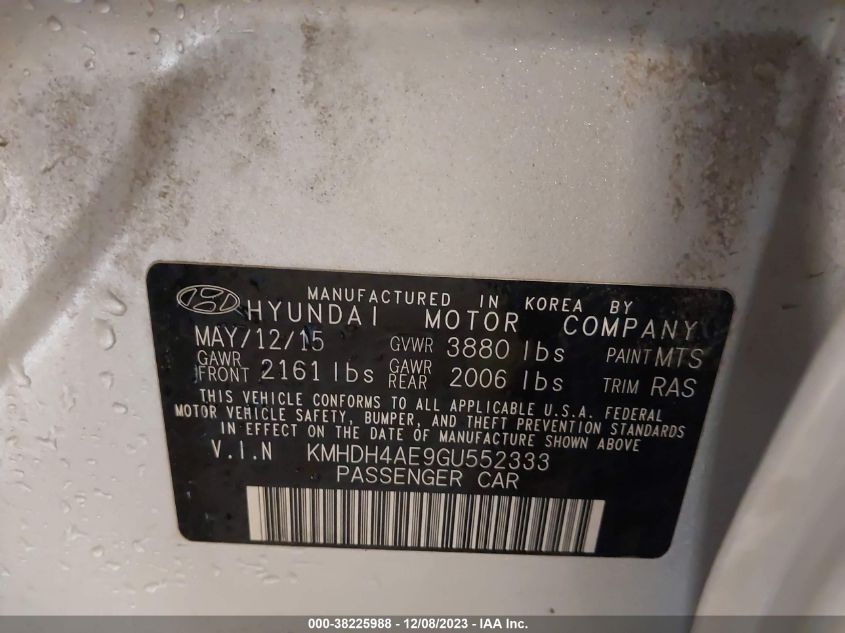 MANUFACTURED IN KOREA BY
HYUNDAI MOTOR COMPANY
MAY/12/15 GVWR 3880 lbs PAINT MTS
GAWR FRONT 2161 lbs GAWR REAR 2006 lbs TRIM RAS
THIS VEHICLE CONFORMS TO ALL APPLICABLE U.S.A. FEDERAL
MOTOR VEHICLE SAFETY, BUMPER, AND THEFT PREVENTION STANDARDS
IN EFFECT ON THE DATE OF MANUFACTURE SHOWN ABOVE
V.I.N KMHDH4AE9GU552333
PASSENGER CAR
000-38225988 - 12/08/2023 - © IAA Inc.